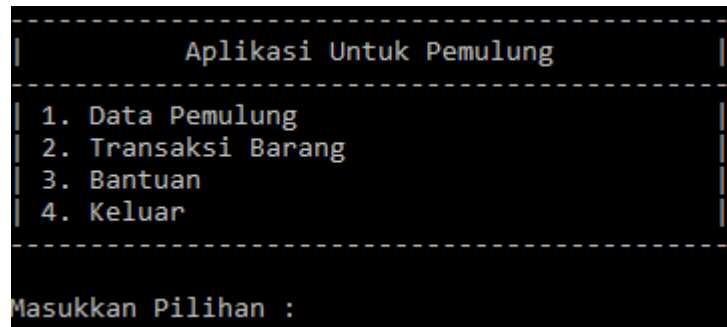 Aplikasi Untuk Pemulung
1. Data Pemulung
2. Transaksi Barang
3. Bantuan
4. Keluar
Masukkan Pilihan :